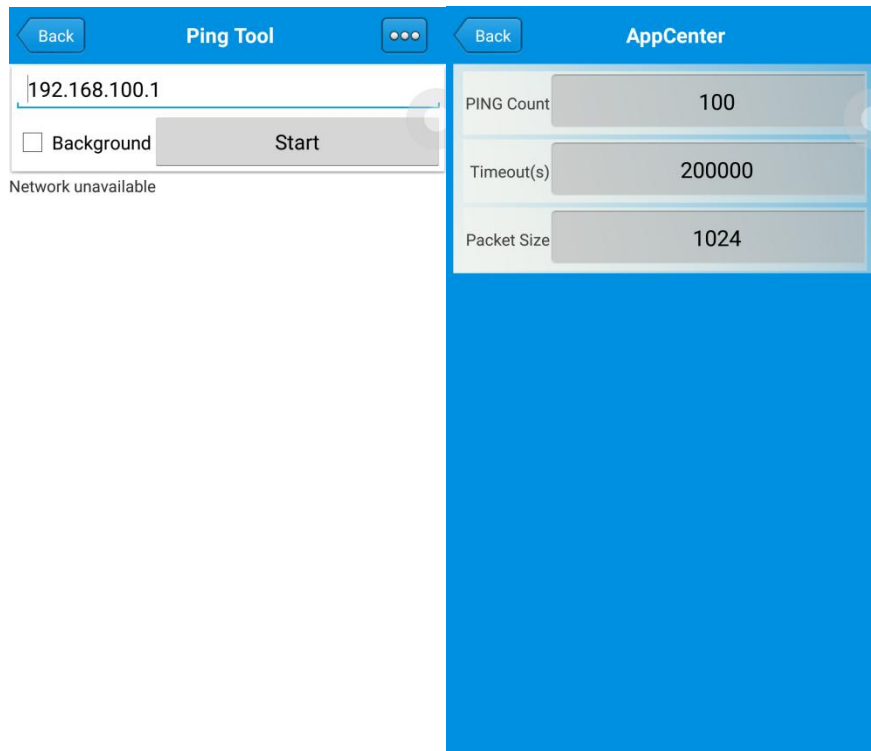 Back
Ping Tool
192.168.100.1
Background
Start
Network unavailable
Back
AppCenter
PING Count
100
Timeout(s)
200000
Packet Size
1024